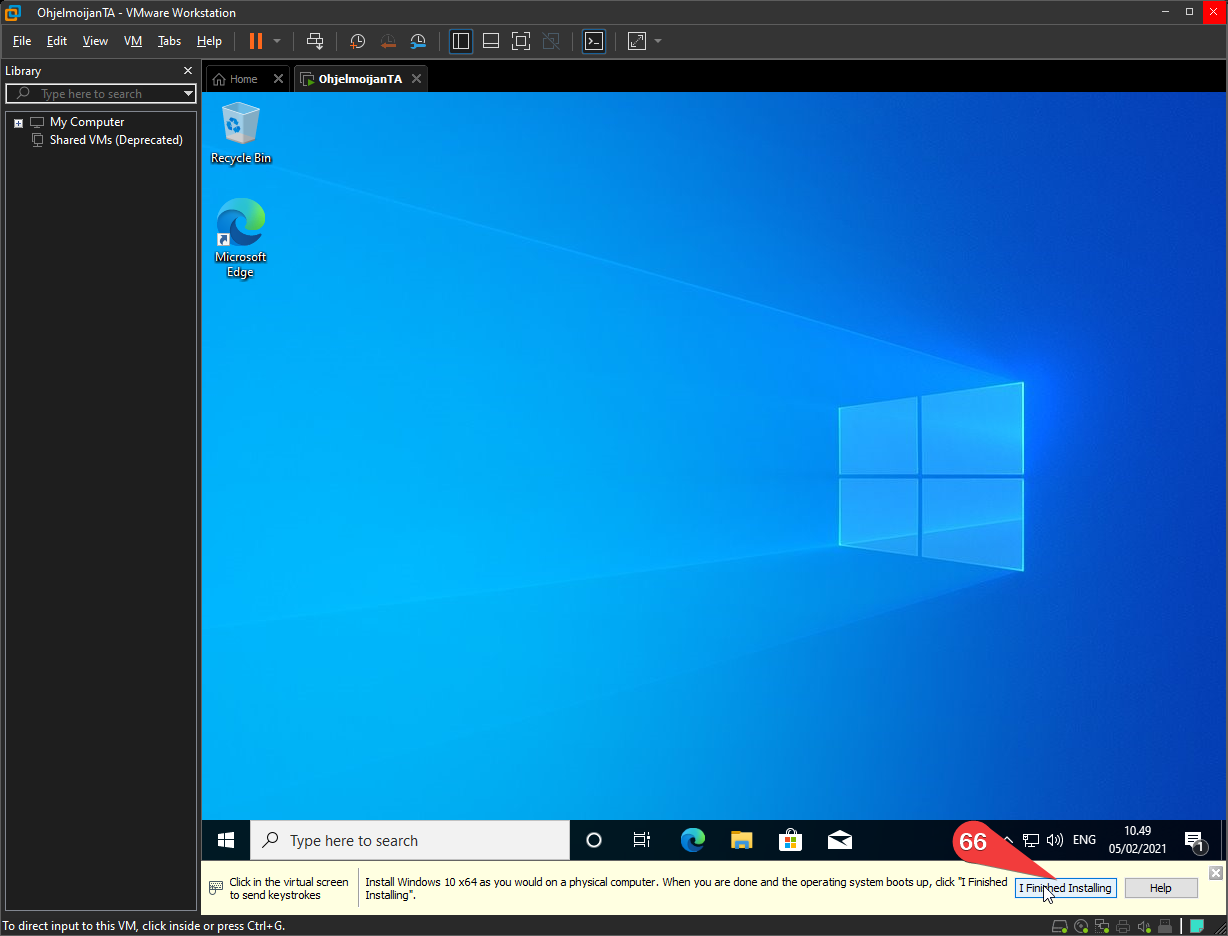 OhjelmoijanTA - VMware Workstation
File Edit View VM Tabs Help
Library
Type here to search
My Computer
Shared VMs (Deprecated)
Home
OhjelmoijanTA
Recycle Bin
Microsoft
Edge
Type here to search
66
ENG
10.49
05/02/2021
1
Click in the virtual screen
to send keystrokes
Install Windows 10 x64 as you would on a physical computer. When you are done and the operating system boots up, click "I Finished
Installing".
I Finished Installing
Help
To direct input to this VM, click inside or press Ctrl+G.